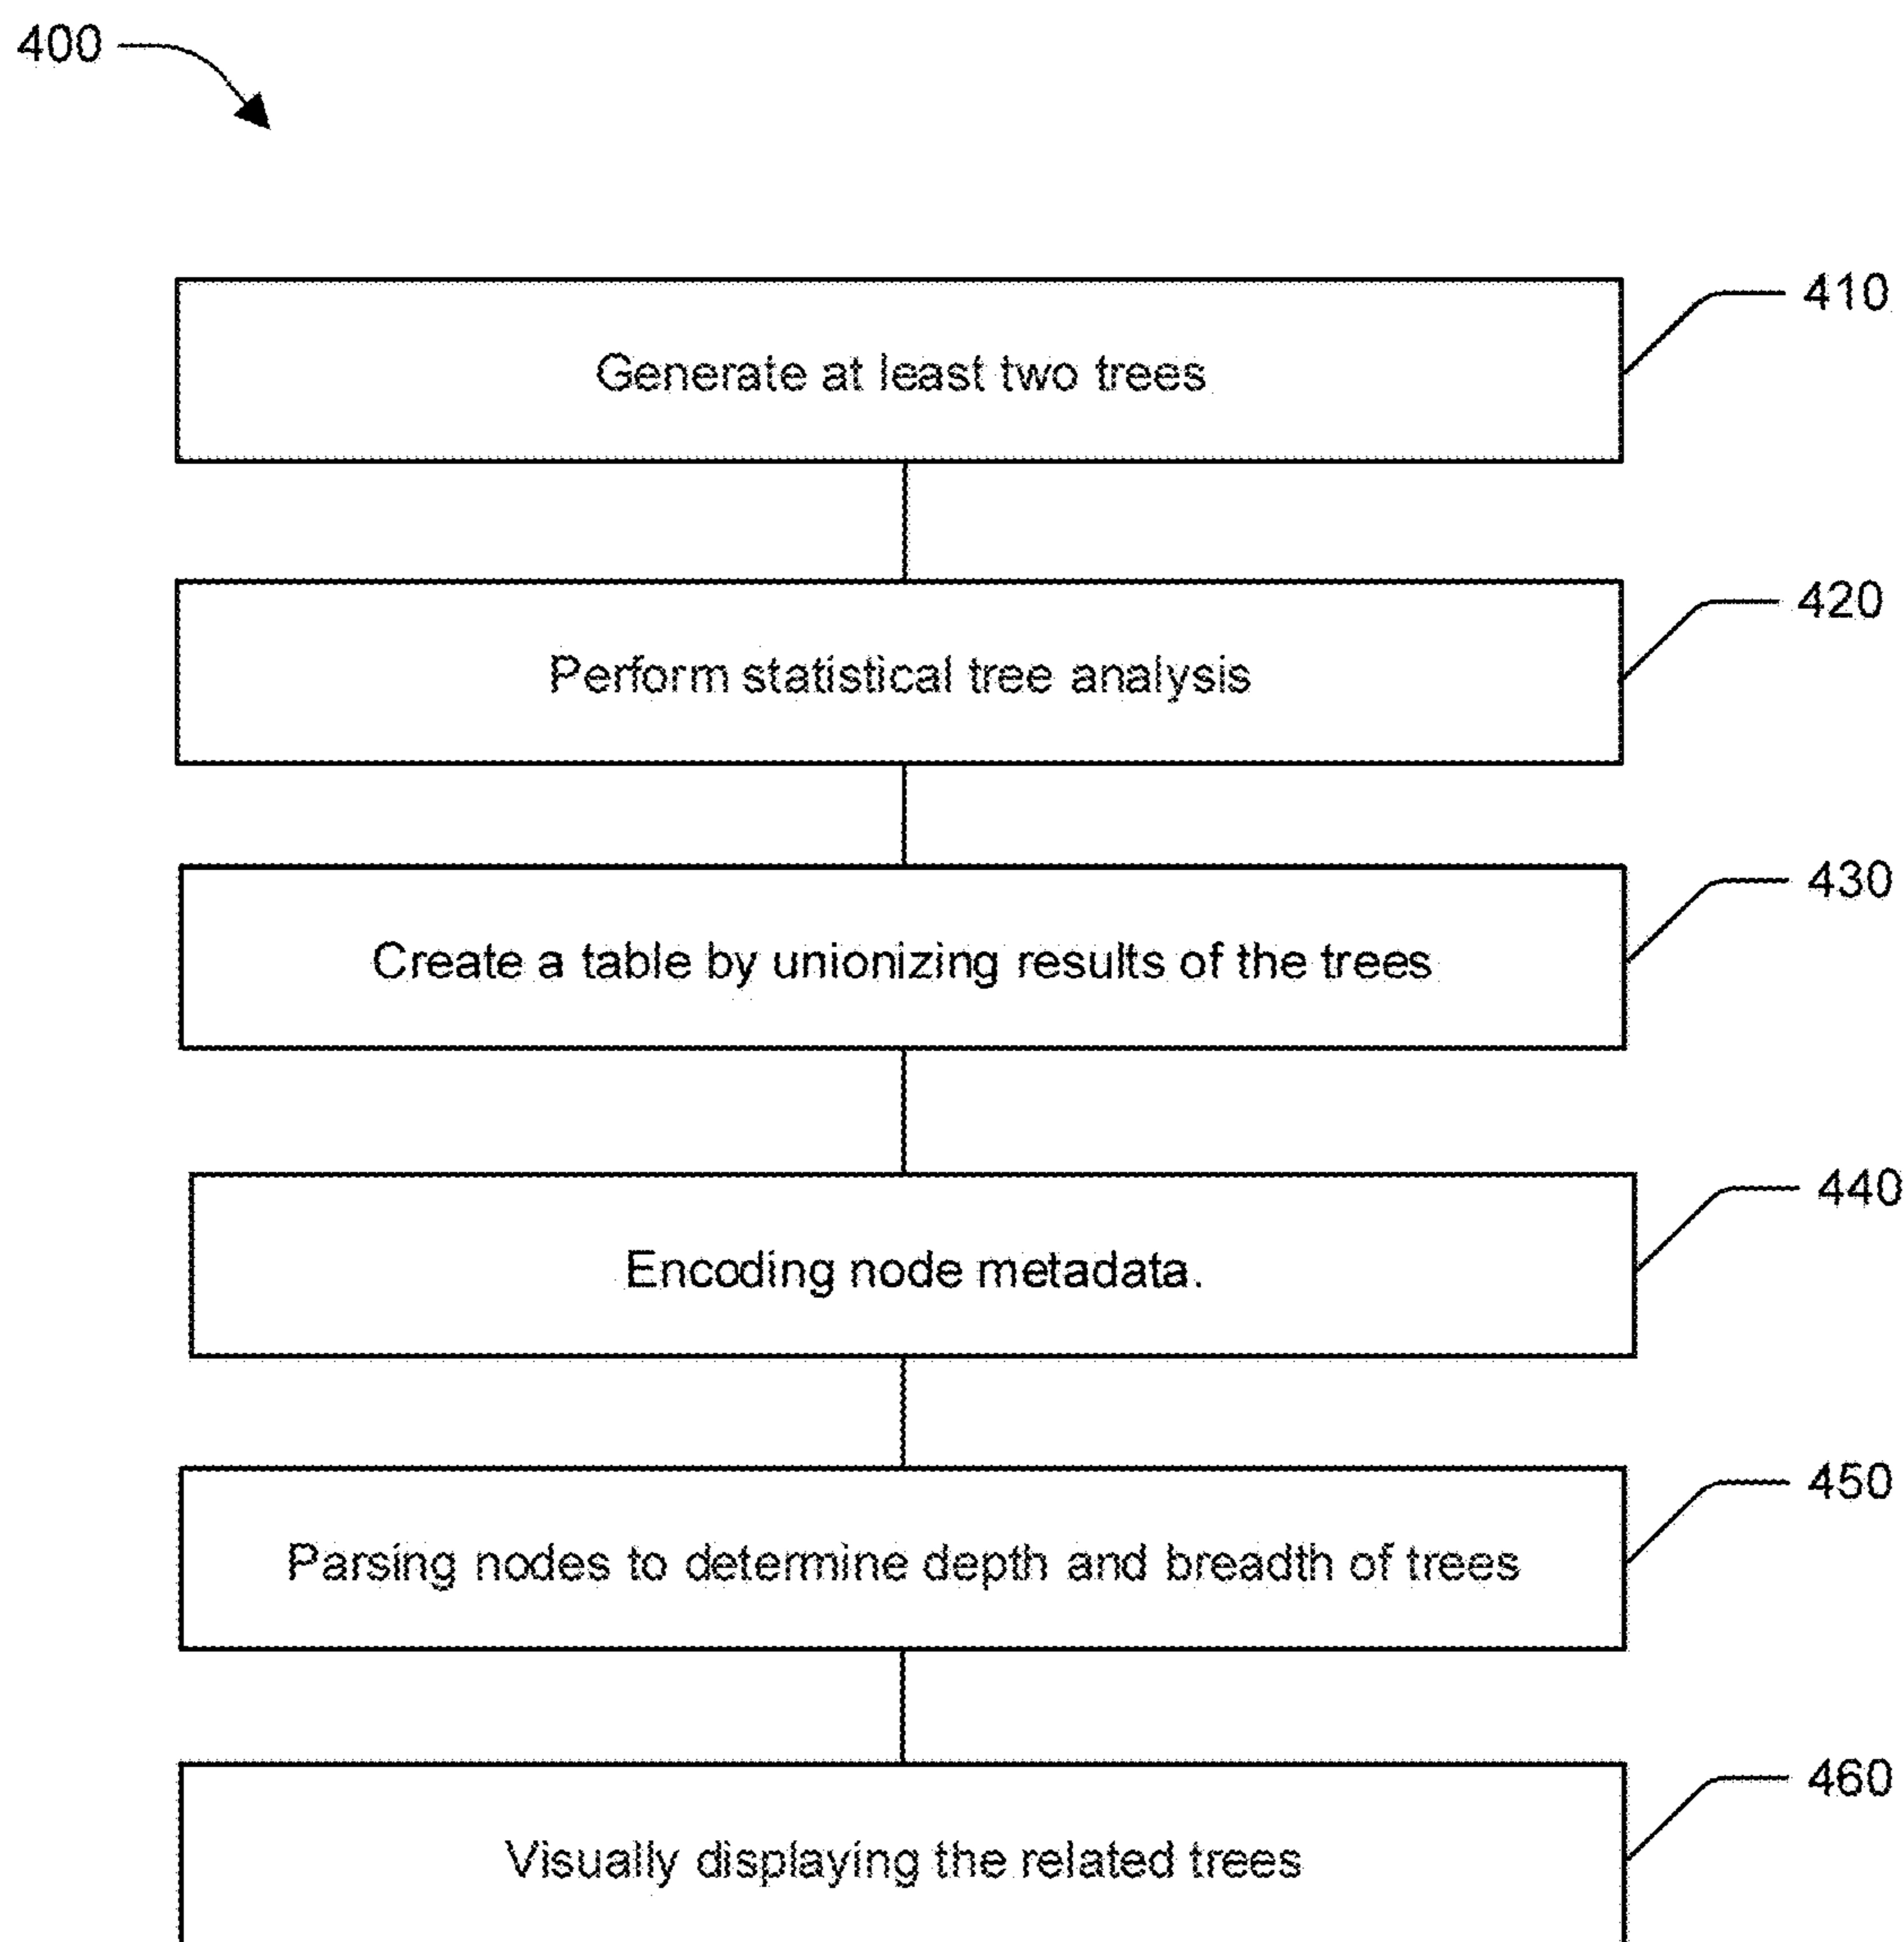 400
410
Generate at least two trees
420
Perform statistical tree analysis
430
Create a table by unionizing results of the trees
440
Encoding node metadata.
450
Parsing nodes to determine depth and breadth of trees
460
Visually displaying the related trees